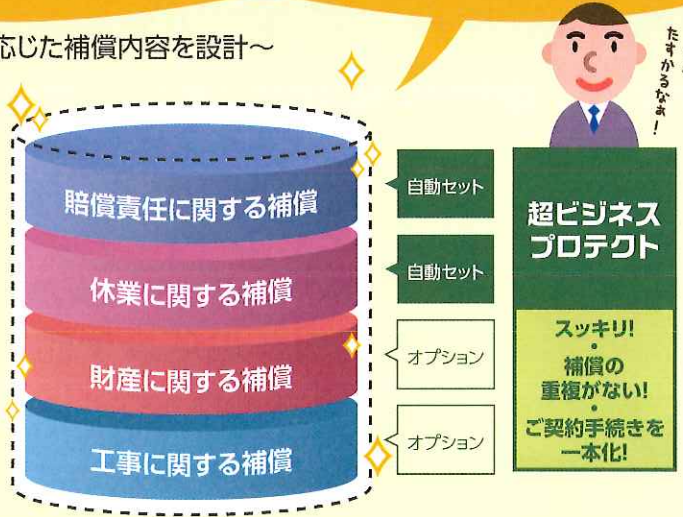 応じた補償内容を設計～
たすかるなぁ!
賠償責任に関する補償
自動セット
休業に関する補償
自動セット
財産に関する補償
オプション
工事に関する補償
オプション
超ビジネス
プロテクト
スッキリ!
・
補償の
重複がない!
・
ご契約手続きを
一本化!